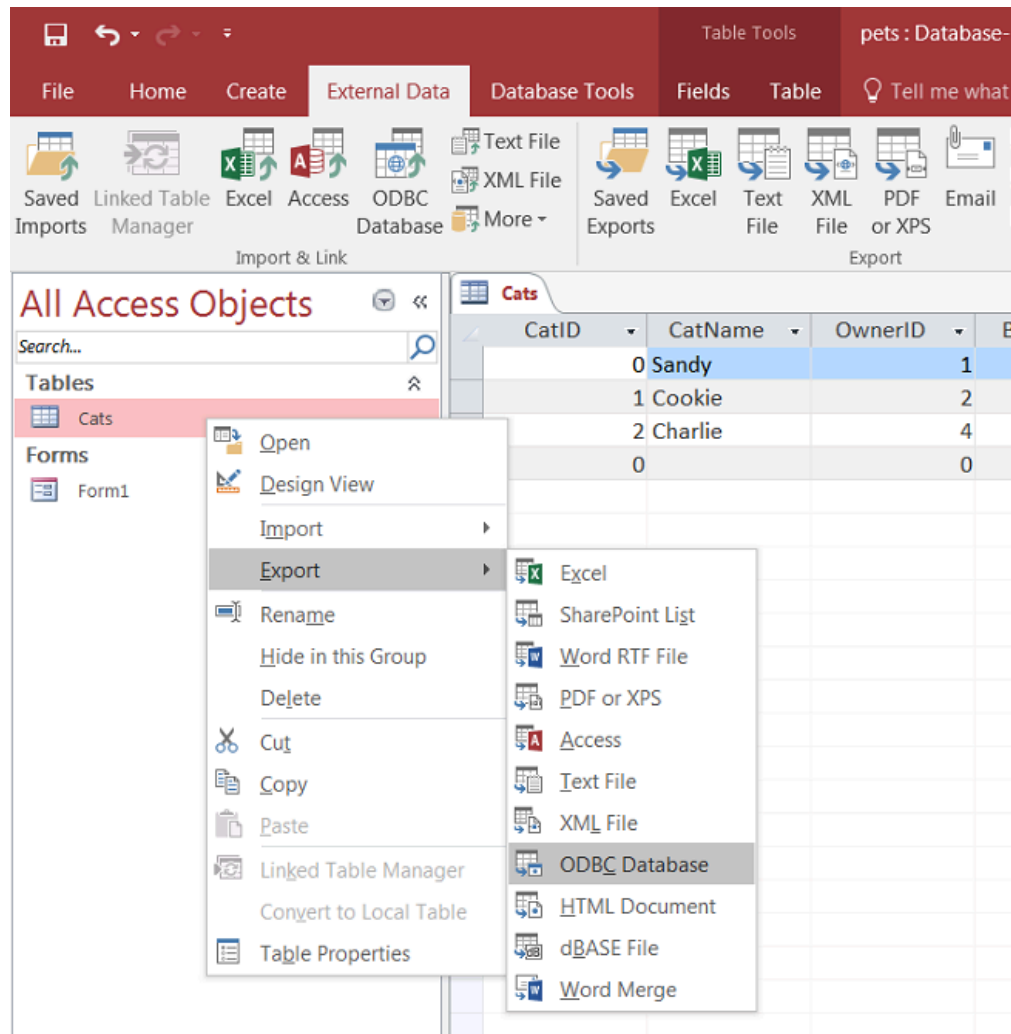 Table Tools
pets : Database-
File Home Create External Data Database Tools Fields Table Tell me what
Saved Imports
Linked Table Manager
Excel
Access
ODBC Database
Text File
XML File
More
Import & Link
Saved Exports
Excel
Text File
XML File
PDF or XPS
Email
Export
All Access Objects
Search...
Tables
Cats
Forms
Form1
Cats
CatID CatName OwnerID
0 Sandy 1
1 Cookie 2
2 Charlie 4
0 0
Open
Design View
Import
Export
Rename
Hide in this Group
Delete
Cut
Copy
Paste
Linked Table Manager
Convert to Local Table
Table Properties
Excel
SharePoint List
Word RTF File
PDF or XPS
Access
Text File
XML File
ODBC Database
HTML Document
dBASE File
Word Merge